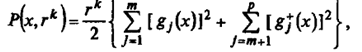 P(x, r^k) = \frac{r^k}{2} \left\{ \sum_{j=1}^{m} [g_j(x)]^2 + \sum_{j=m+1}^{p} [g_j^+(x)]^2 \right\},